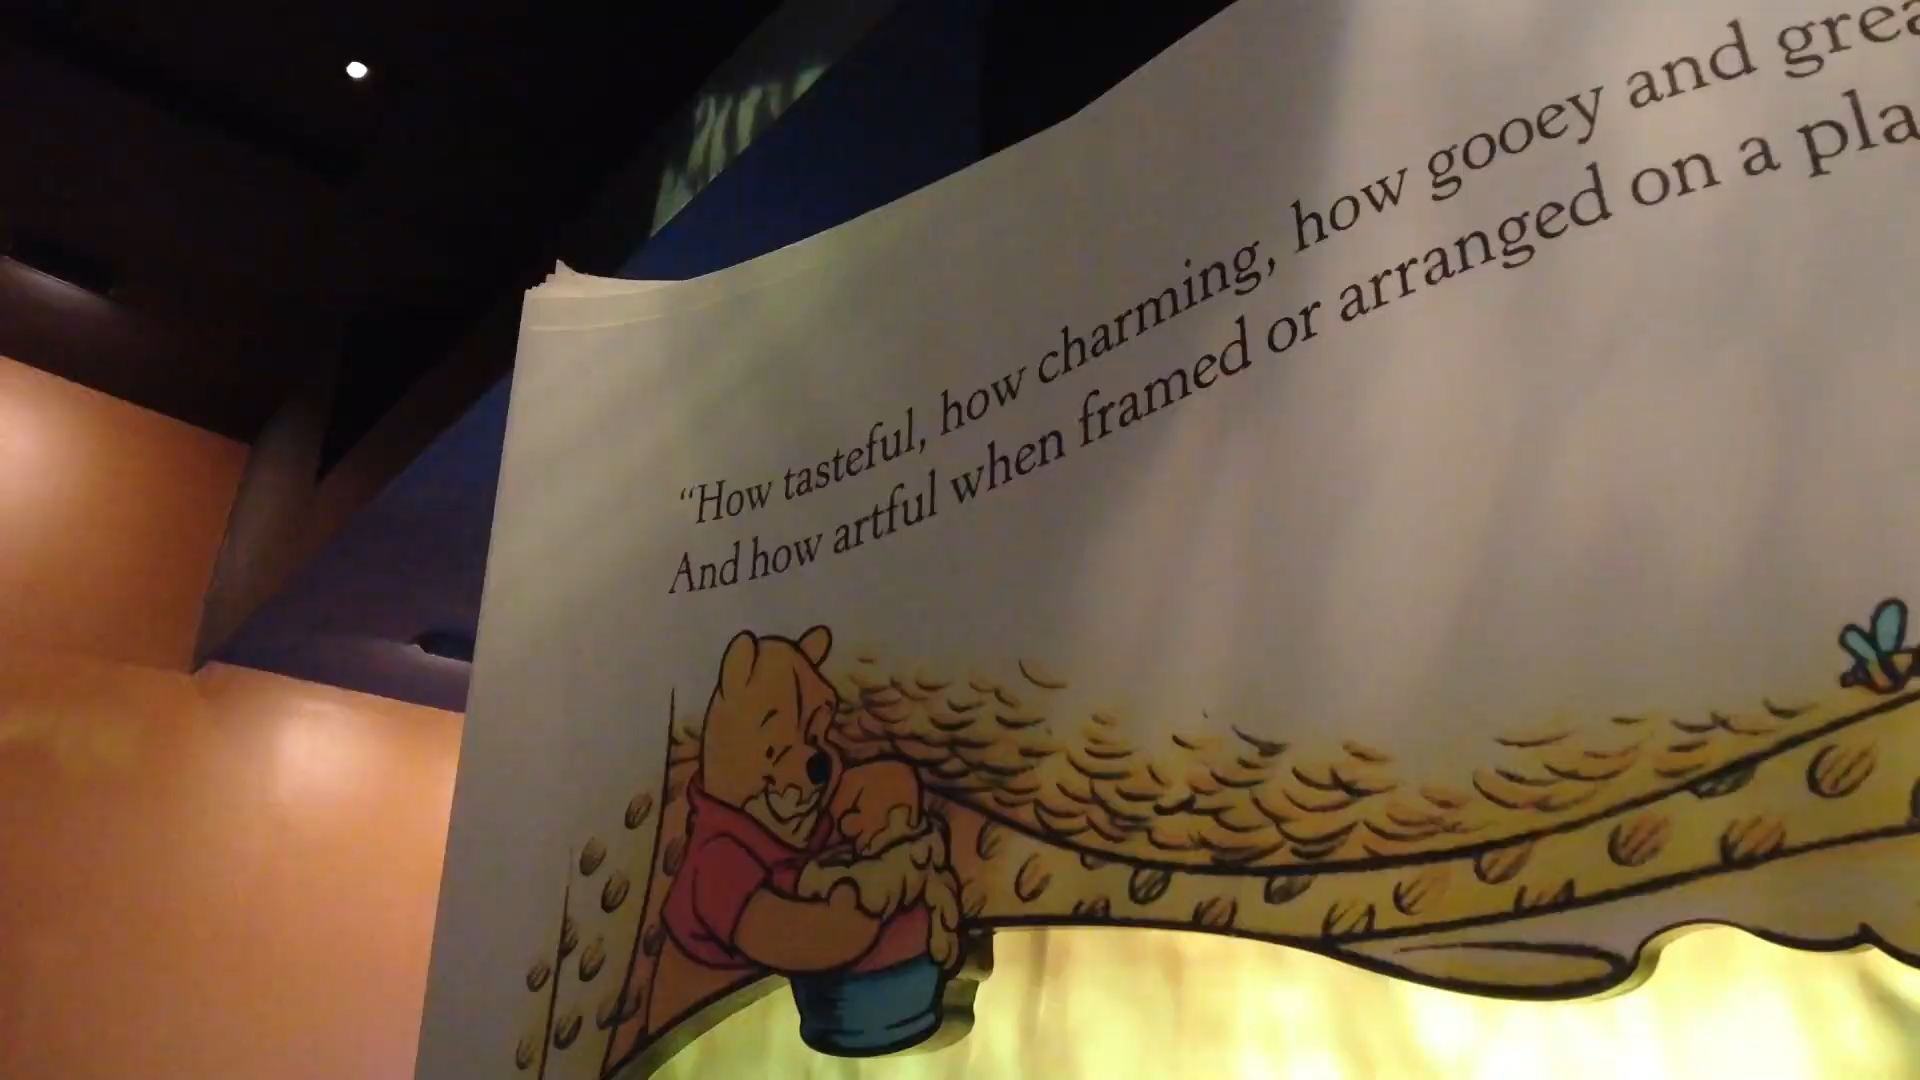 “How tasteful, how charming, how gooey and grea
And how artful when framed or arranged on a pla